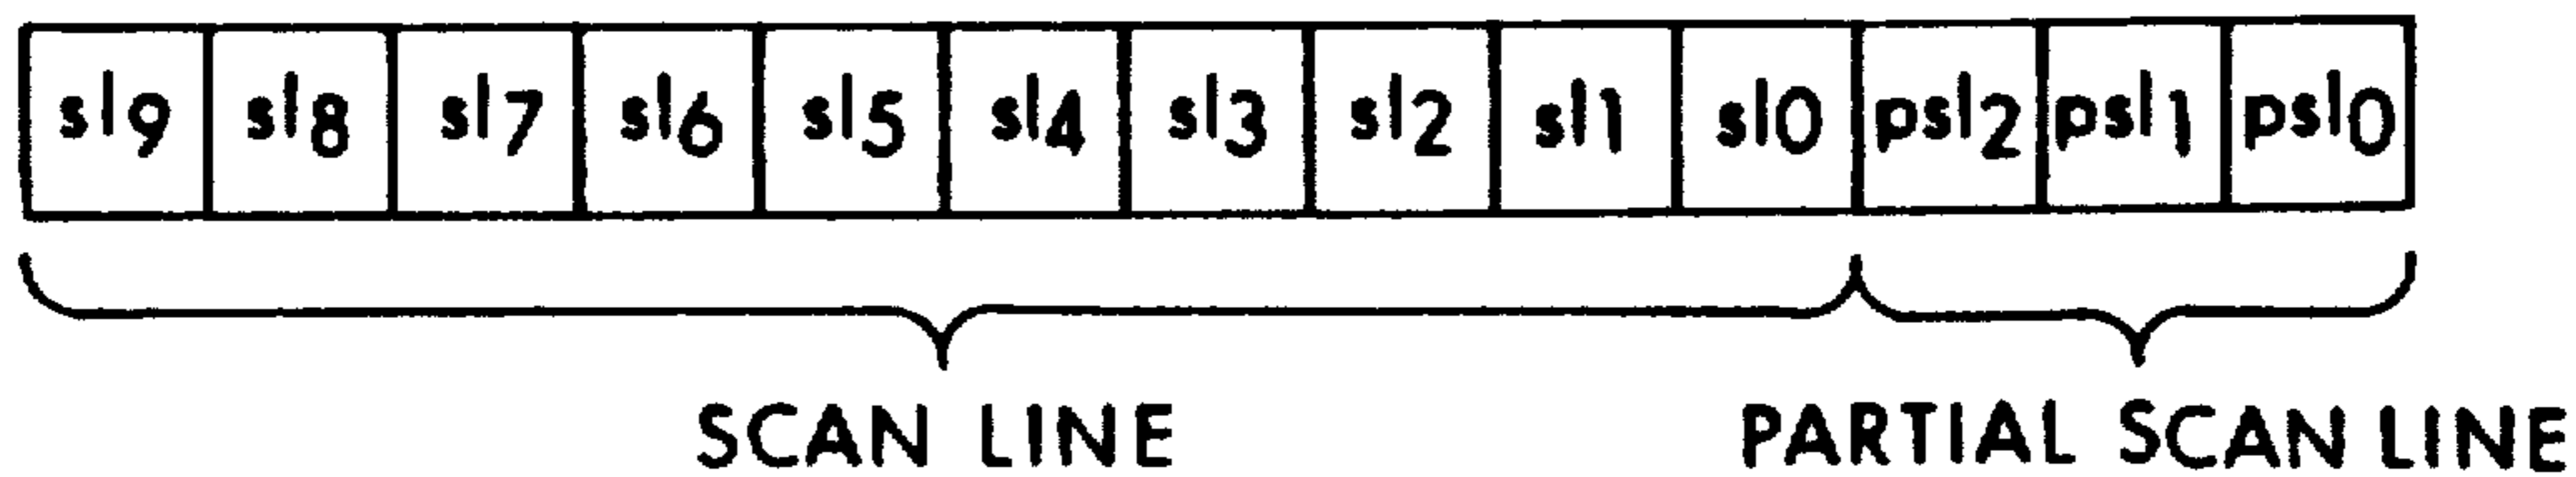 sl9 sl8 sl7 sl6 sl5 sl4 sl3 sl2 sl1 sl0 psl2 psl1 psl0
SCAN LINE PARTIAL SCAN LINE